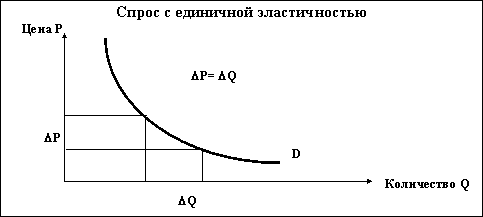 Спрос с единичной эластичностью
Цена P
ΔP= ΔQ
ΔP
D
Количество Q
ΔQ